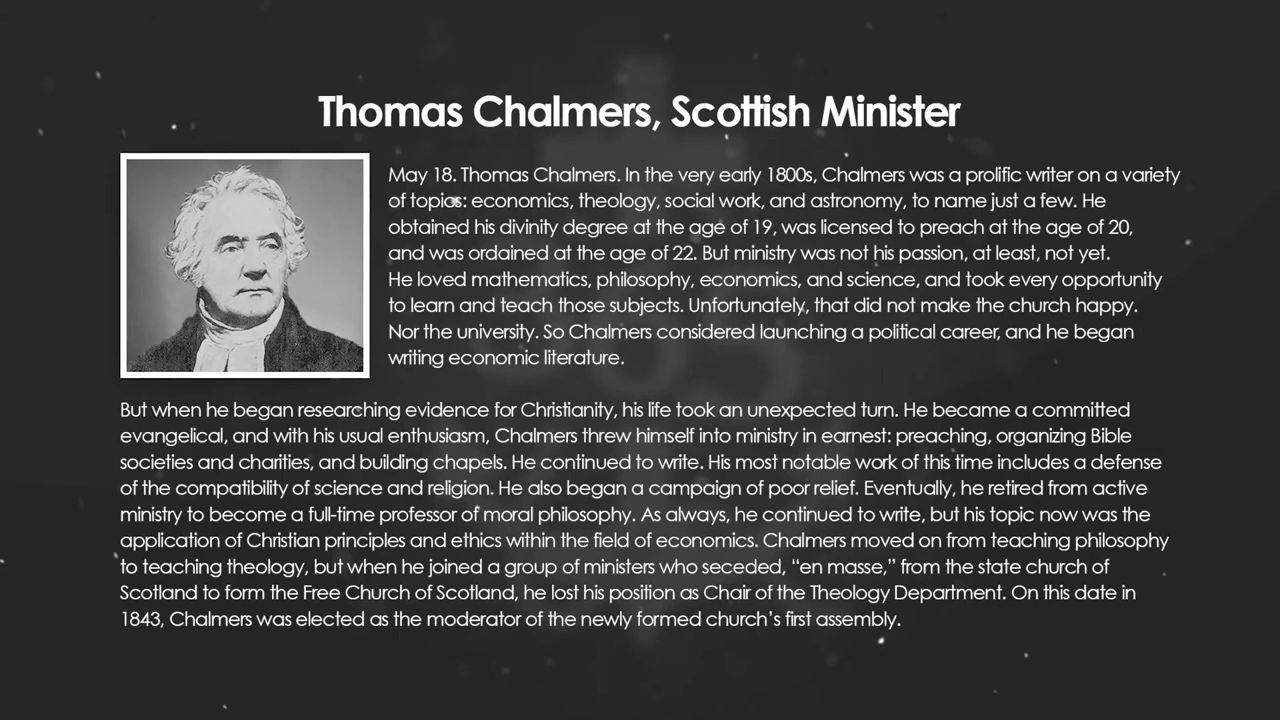 Thomas Chalmers, Scottish Minister
May 18. Thomas Chalmers. In the very early 1800s, Chalmers was a prolific writer on a variety
of topics: economics, theology, social work, and astronomy, to name just a few. He
obtained his divinity degree at the age of 19, was licensed to preach at the age of 20,
and was ordained at the age of 22. But ministry was not his passion, at least, not yet.
He loved mathematics, philosophy, economics, and science, and took every opportunity
to learn and teach those subjects. Unfortunately, that did not make the church happy.
Nor the university. So Chalmers considered launching a political career, and he began
writing economic literature.
But when he began researching evidence for Christianity, his life took an unexpected turn. He became a committed
evangelical, and with his usual enthusiasm, Chalmers threw himself into ministry in earnest: preaching, organizing Bible
societies and charities, and building chapels. He continued to write. His most notable work of this time includes a defense
of the compatibility of science and religion. He also began a campaign of poor relief. Eventually, he retired from active
ministry to become a full-time professor of moral philosophy. As always, he continued to write, but his topic now was the
application of Christian principles and ethics within the field of economics. Chalmers moved on from teaching philosophy
to teaching theology, but when he joined a group of ministers who seceded, “en masse,” from the state church of
Scotland to form the Free Church of Scotland, he lost his position as Chair of the Theology Department. On this date in
1843, Chalmers was elected as the moderator of the newly formed church’s first assembly.